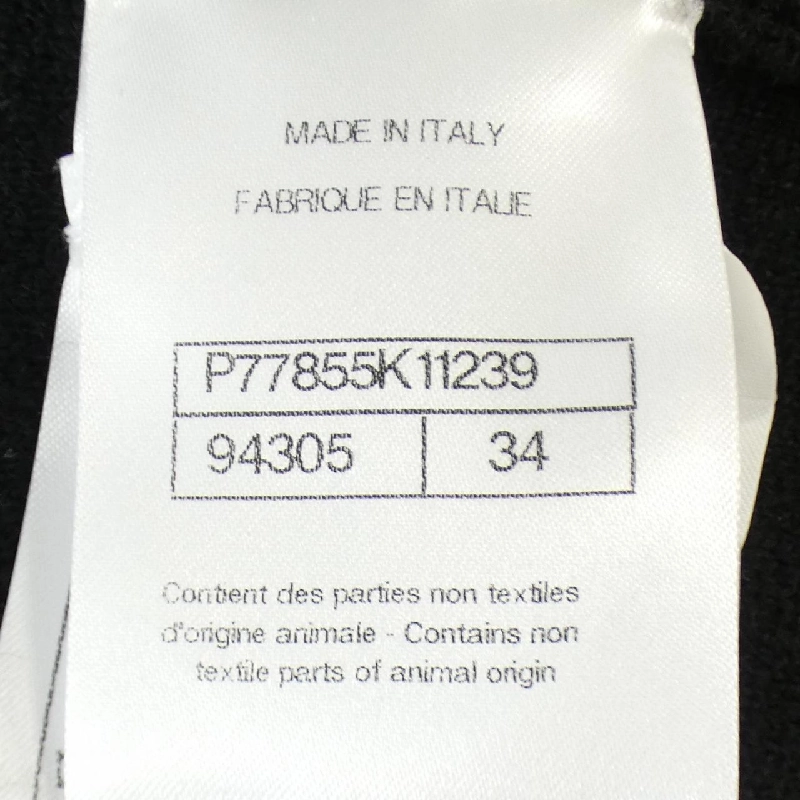 MADE IN ITALY
FABRIQUE EN ITALIE
P77855K11239
94305 34
Contient des parties non textiles
d'origine animale - Contains non
textile parts of animal origin